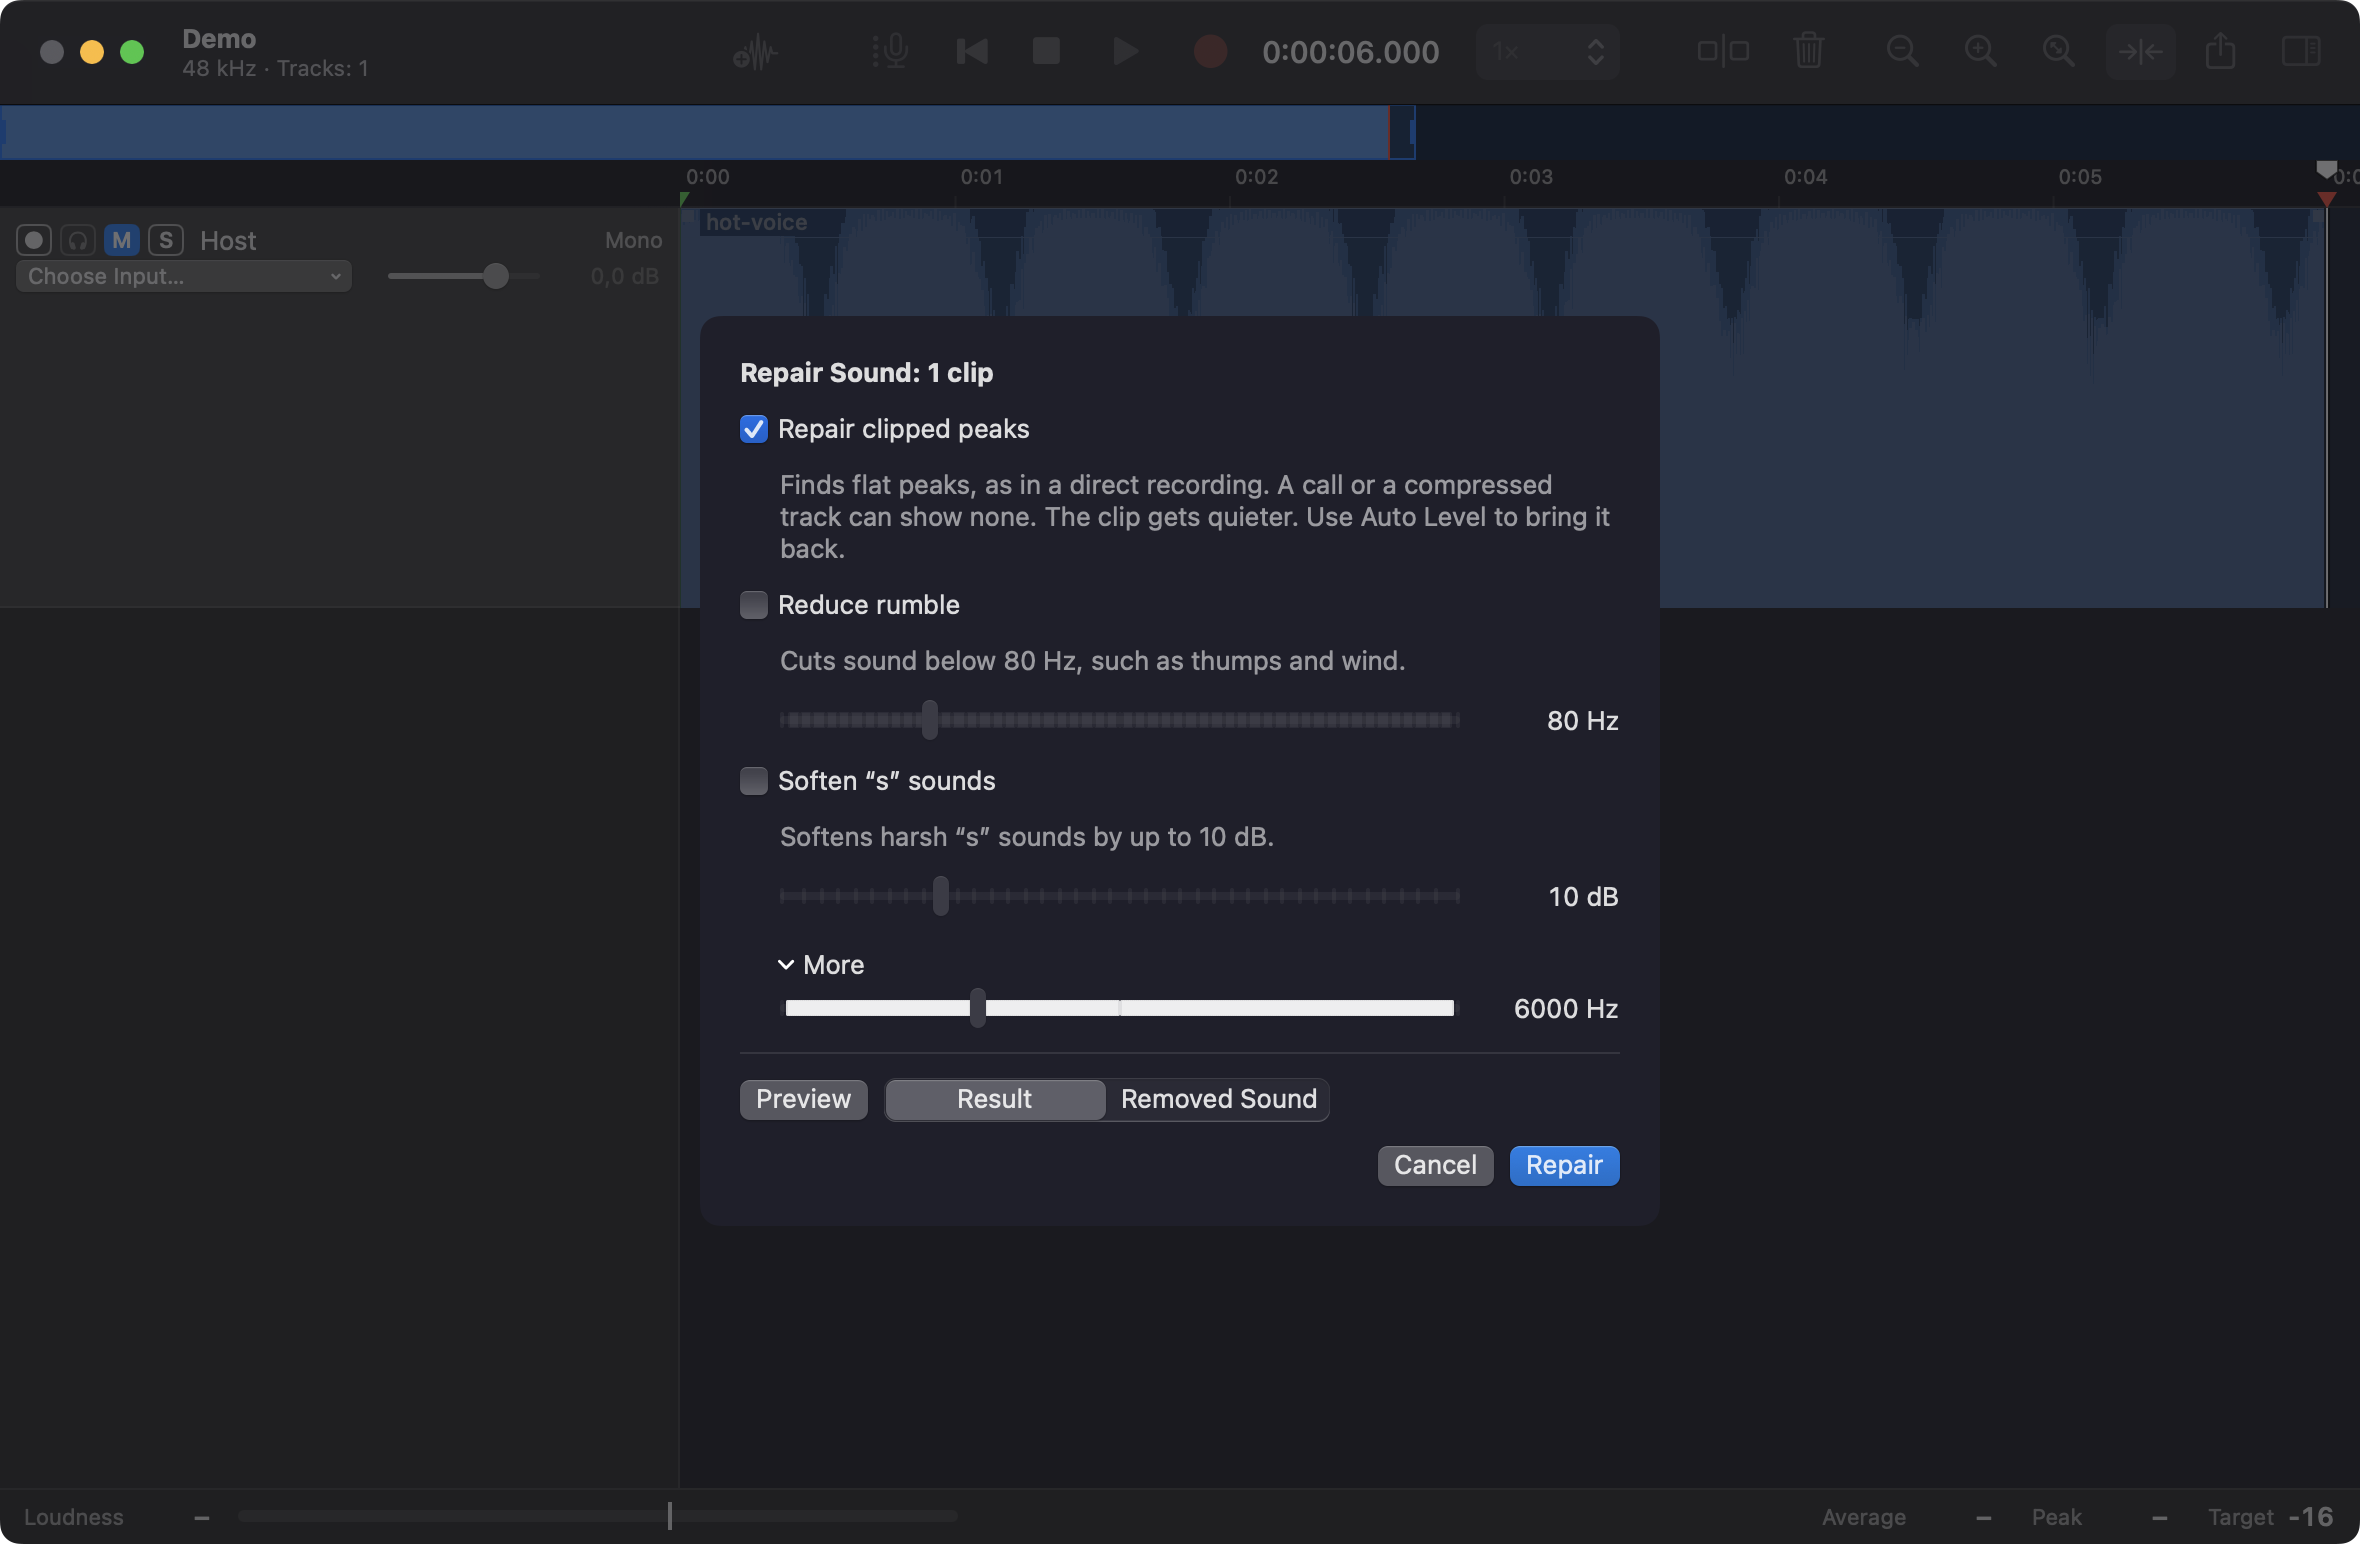 Demo
48 kHz · Tracks: 1
0:00:06.000
1x
0:00
0:01
0:02
0:03
0:04
0:05
M
S
Host
Mono
Choose Input...
0,0 dB
hot-voice
Repair Sound: 1 clip
Repair clipped peaks
Finds flat peaks, as in a direct recording. A call or a compressed
track can show none. The clip gets quieter. Use Auto Level to bring it
back.
Reduce rumble
Cuts sound below 80 Hz, such as thumps and wind.
80 Hz
Soften “s” sounds
Softens harsh “s” sounds by up to 10 dB.
10 dB
More
6000 Hz
Preview
Result
Removed Sound
Cancel
Repair
Loudness
–
Average
–
Peak
–
Target
-16